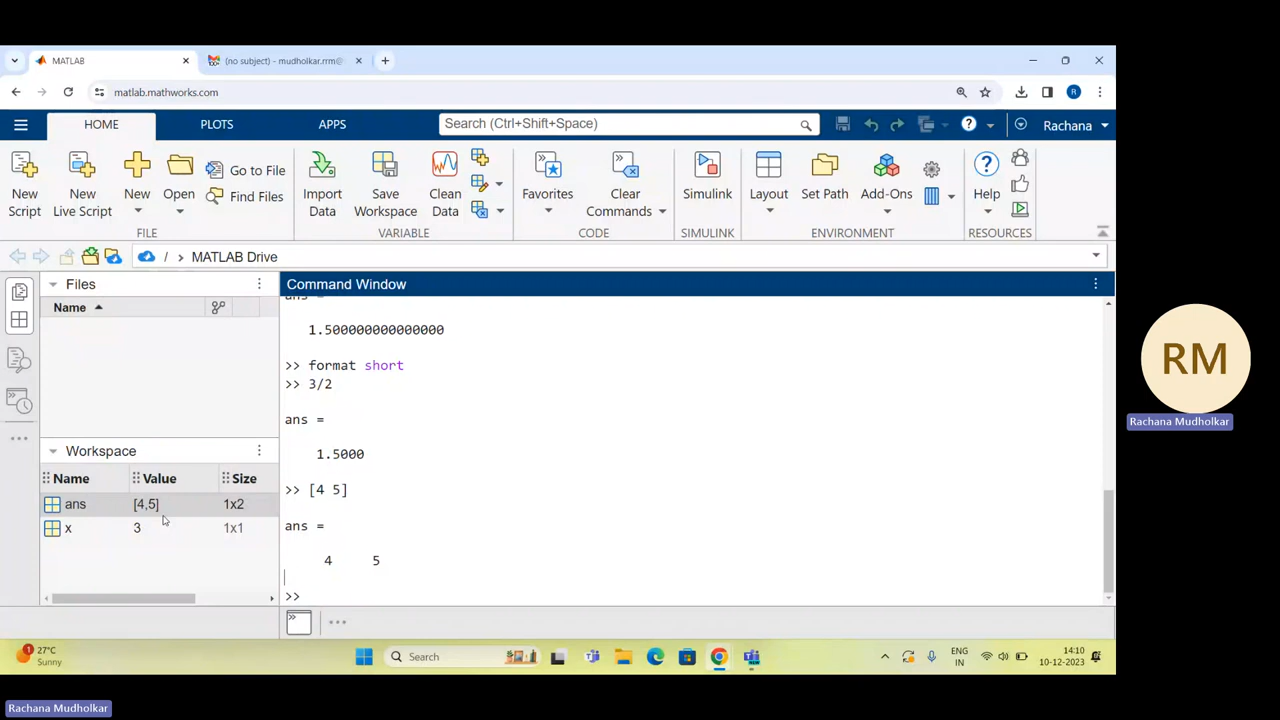 MATLAB
(no subject) - mudholkar.rrm@
matlab.mathworks.com
HOME
PLOTS
APPS
Search (Ctrl+Shift+Space)
Rachana
New Script
New Live Script
New
Open
Go to File
Find Files
Import Data
Save Workspace
Clean Data
Favorites
Clear Commands
Simulink
Layout
Set Path
Add-Ons
Help
FILE
VARIABLE
CODE
SIMULINK
ENVIRONMENT
RESOURCES
/ > MATLAB Drive
Files
Name
Workspace
Name Value Size
ans [4,5] 1x2
x 3 1x1
Command Window
ans =
1.500000000000000
>> format short
>> 3/2
ans =
1.5000
>> [4 5]
ans =
4 5
>>
RM
Rachana Mudholkar
1
27°C
Sunny
Search
ENG
IN
14:10
10-12-2023
Rachana Mudholkar